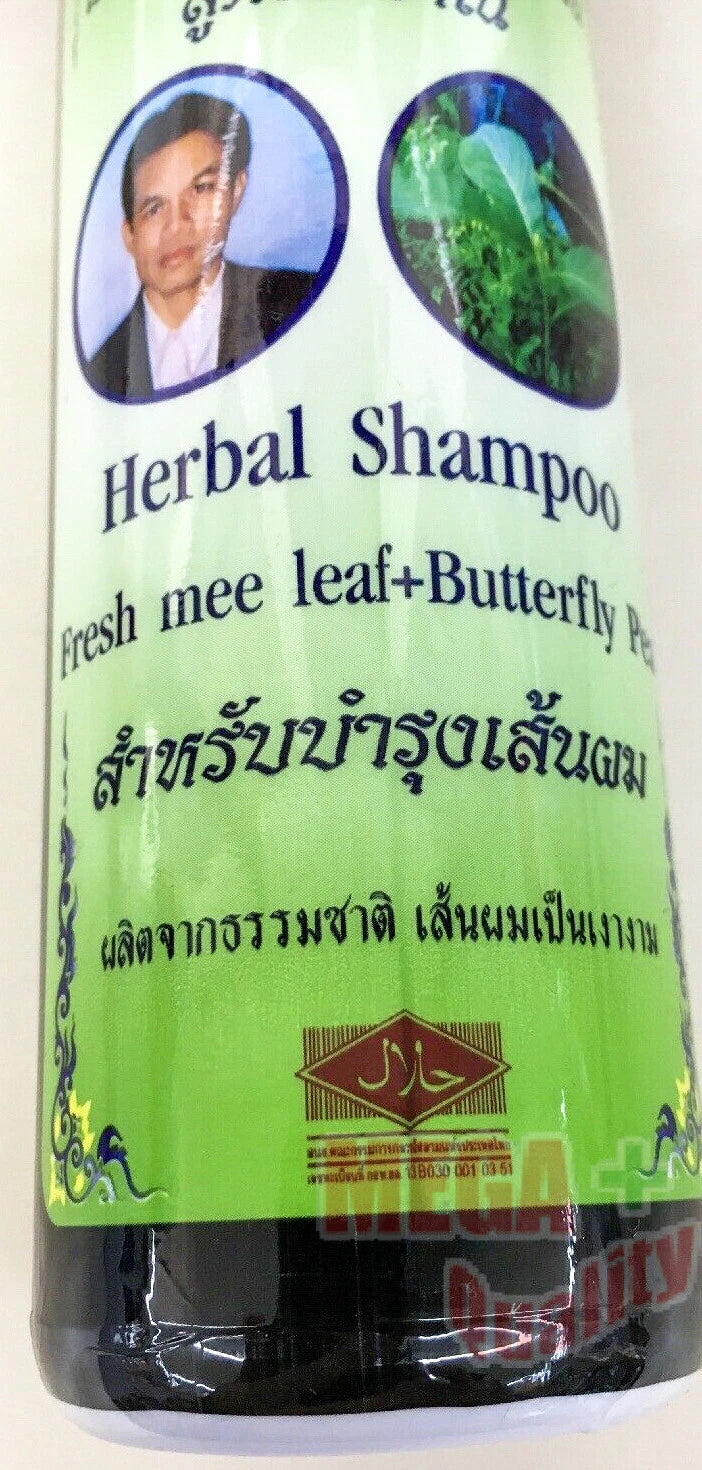 Herbal Shampoo
Fresh mee leaf+Butterfly
สำหรับบำรุงเส้นผม
ผลิตจากธรรมชาติ เส้นผมเป็นเงางาม
حلال
MEGA +
Quality